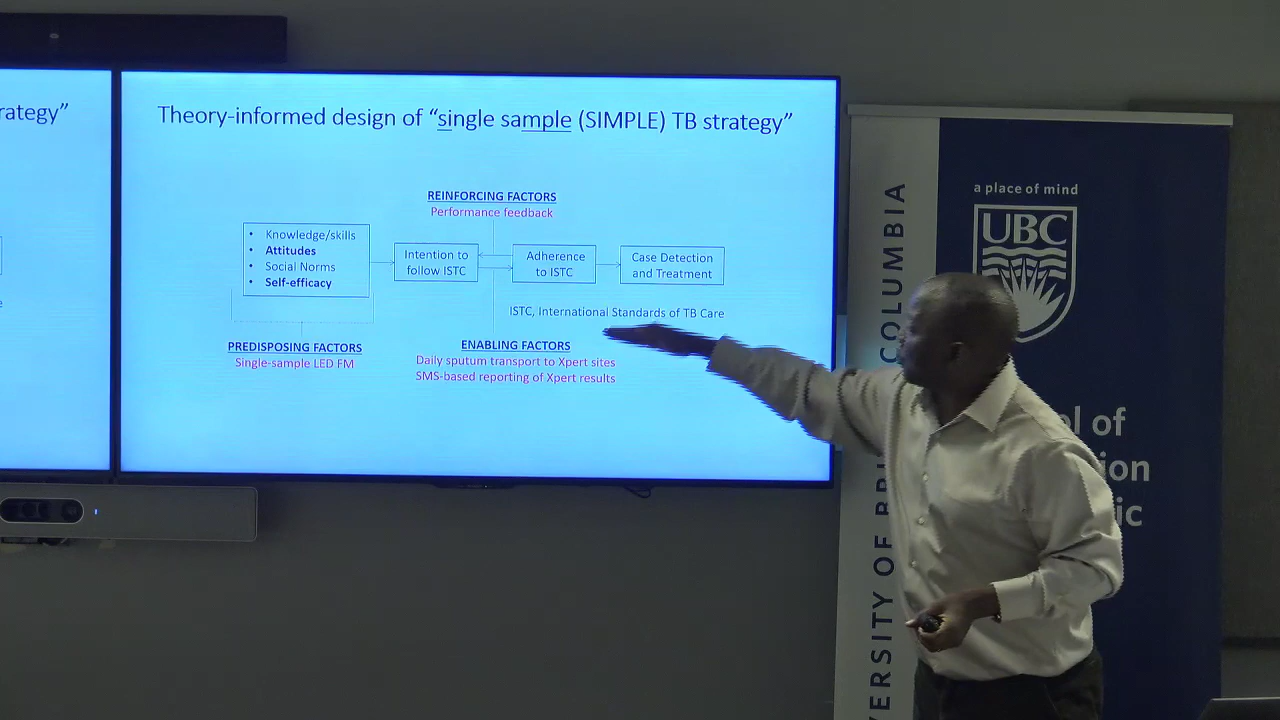 rategy”
Theory-informed design of “single sample (SIMPLE) TB strategy”
REINFORCING FACTORS
Performance feedback
• Knowledge/skills
• Attitudes
• Social Norms
• Self-efficacy
Intention to
follow ISTC
Adherence
to ISTC
Case Detection
and Treatment
ISTC, International Standards of TB Care
PREDISPOSING FACTORS
Single-sample LED FM
ENABLING FACTORS
Daily sputum transport to Xpert sites
SMS-based reporting of Xpert results
a place of mind
UBC
VERSITY OF BR
COLUMBIA
l of
ion
ic